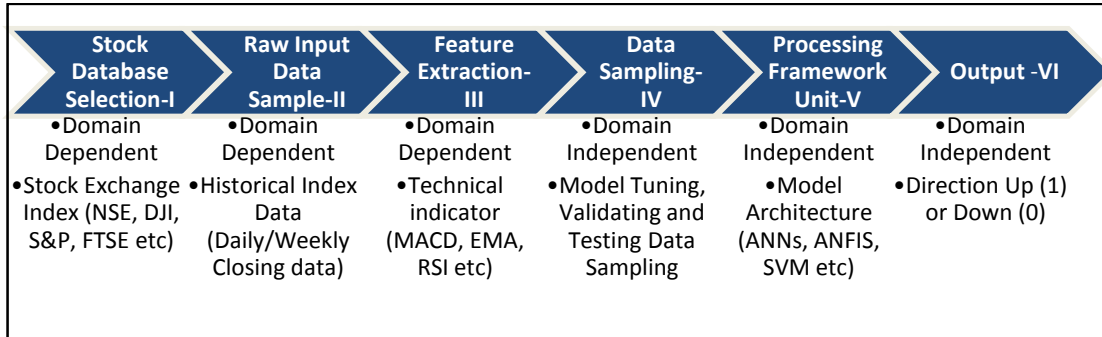 Stock
Database
Selection-I
Raw Input
Data
Sample-II
Feature
Extraction-
III
Data
Sampling-
IV
Processing
Framework
Unit-V
Output -VI
•Domain
Dependent
•Stock Exchange
Index (NSE, DJI,
S&P, FTSE etc)
•Domain
Dependent
•Historical Index
Data
(Daily/Weekly
Closing data)
•Domain
Dependent
•Technical
indicator
(MACD, EMA,
RSI etc)
•Domain
Independent
•Model Tuning,
Validating and
Testing Data
Sampling
•Domain
Independent
•Model
Architecture
(ANNs, ANFIS,
SVM etc)
•Domain
Independent
•Direction Up (1)
or Down (0)